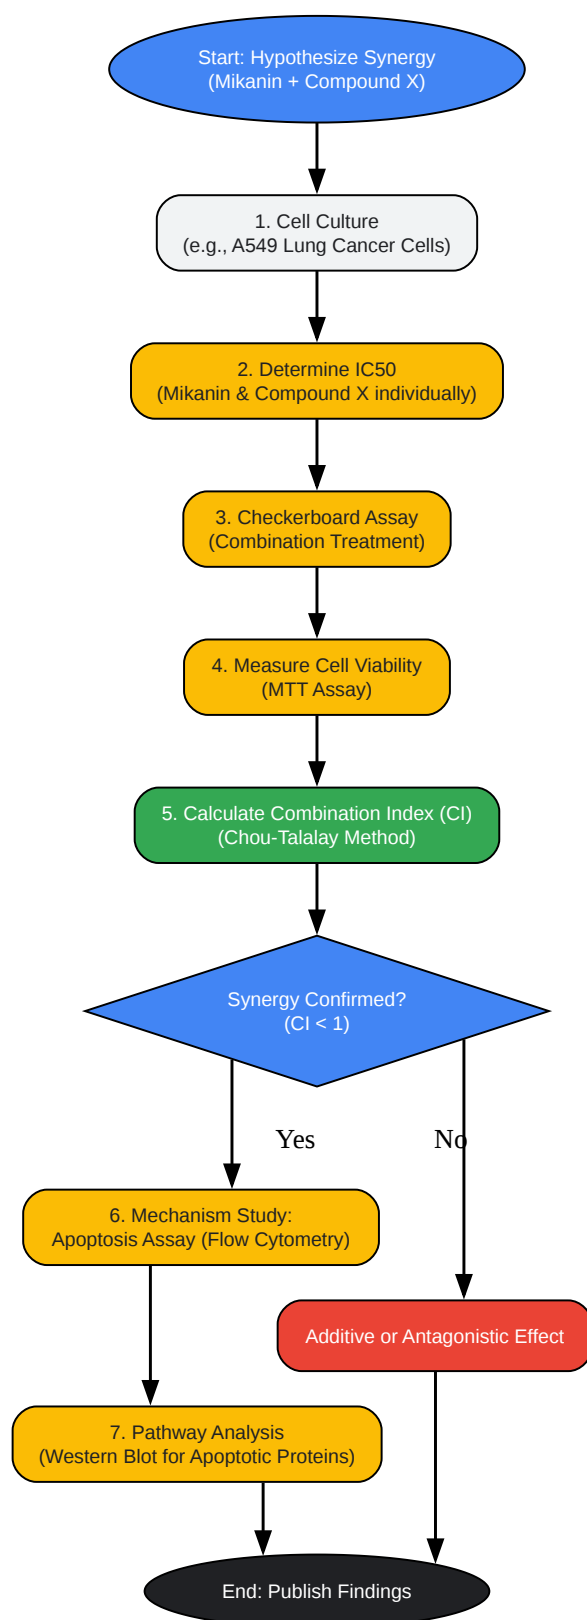 Start: Hypothesize Synergy
(Mikanin + Compound X)
1. Cell Culture
(e.g., A549 Lung Cancer Cells)
2. Determine IC50
(Mikanin & Compound X individually)
3. Checkerboard Assay
(Combination Treatment)
4. Measure Cell Viability
(MTT Assay)
5. Calculate Combination Index (CI)
(Chou-Talalay Method)
Synergy Confirmed?
(CI < 1)
Yes
No
6. Mechanism Study:
Apoptosis Assay (Flow Cytometry)
Additive or Antagonistic Effect
7. Pathway Analysis
(Western Blot for Apoptotic Proteins)
End: Publish Findings